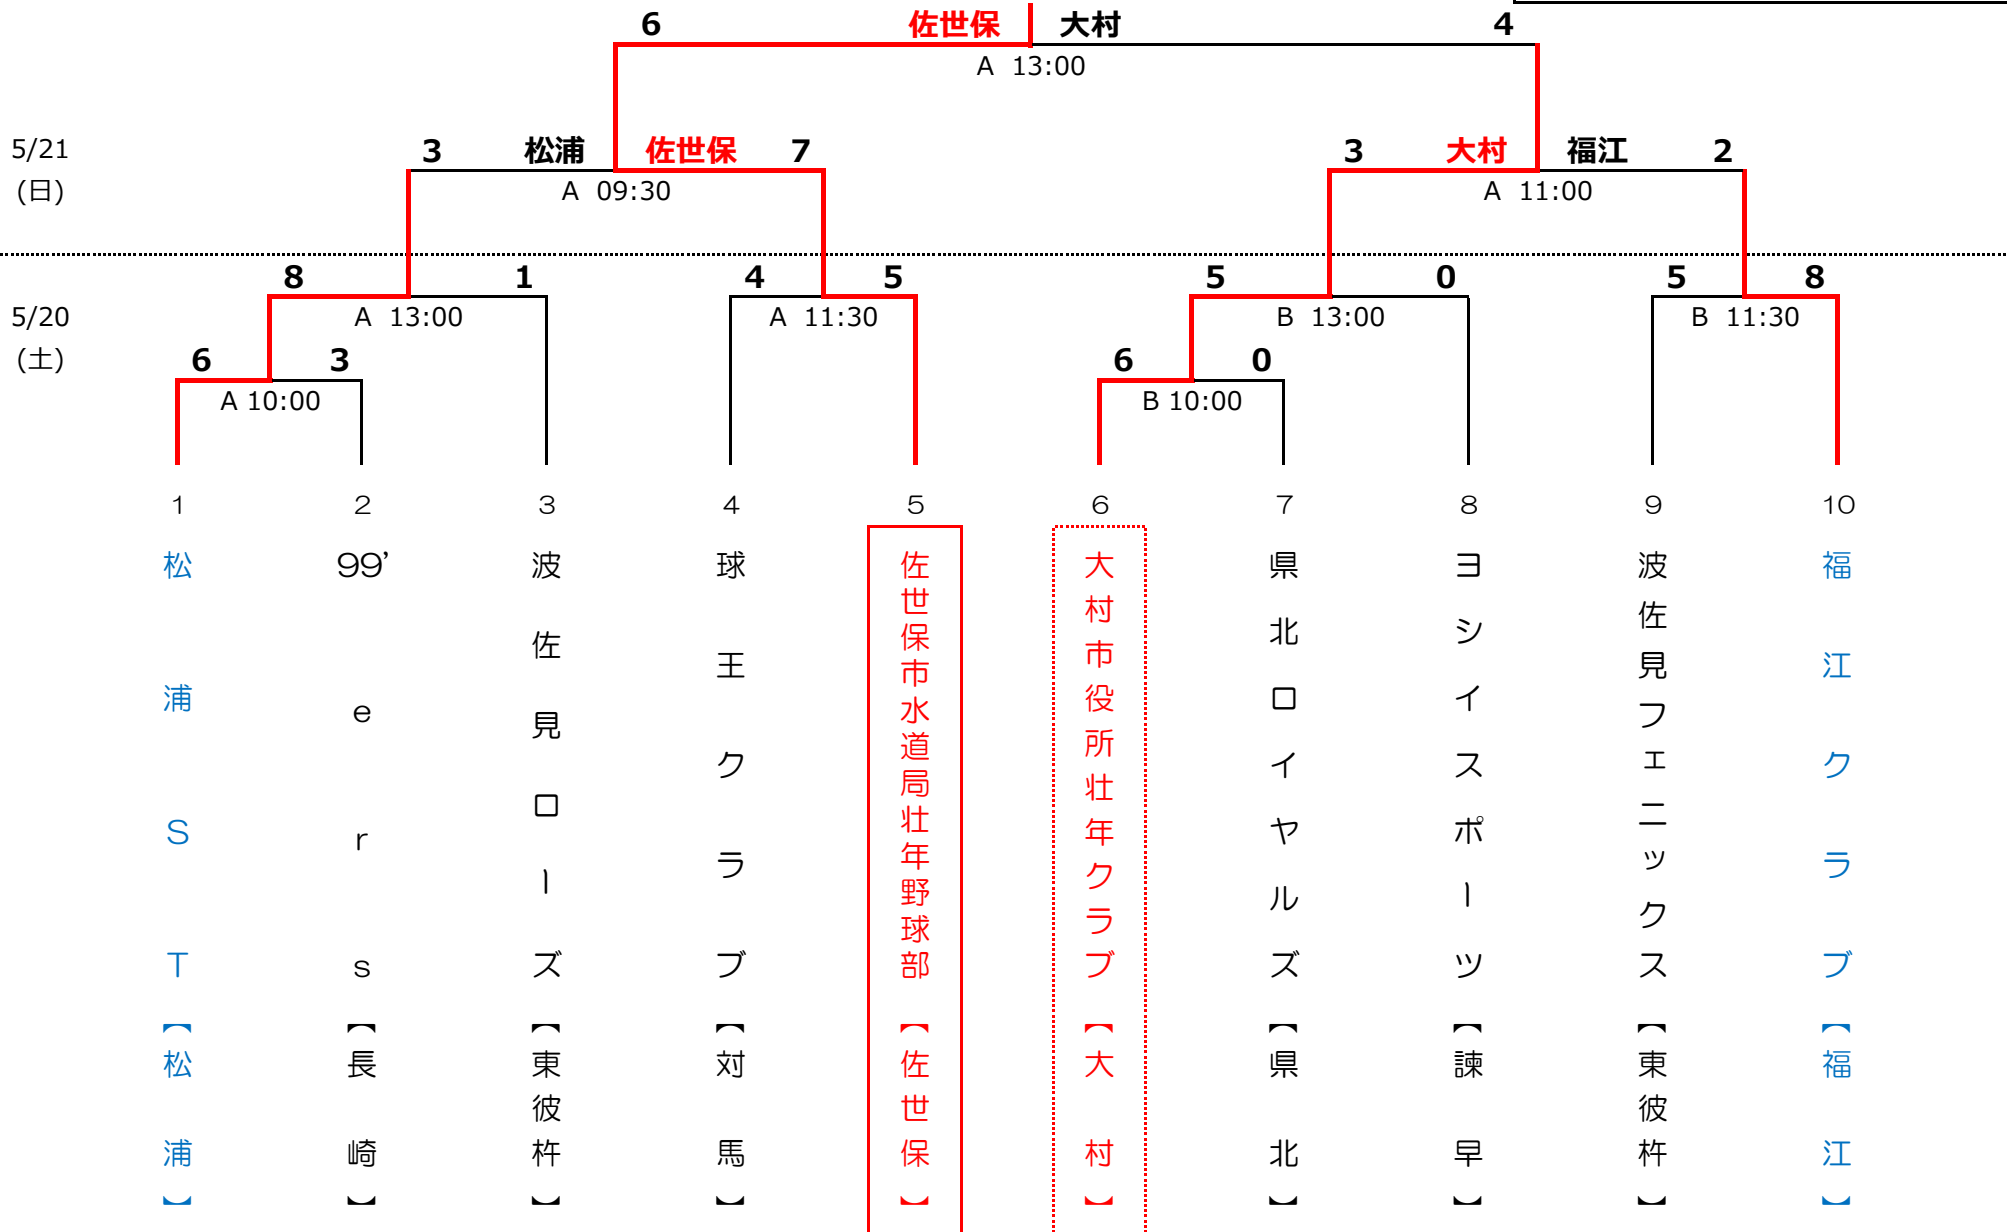 6 佐世保 大村 4
A 13:00
5/21
(日)
3 松浦 佐世保 7
A 09:30
3 大村 福江 2
A 11:00
8 1
A 13:00
4 5
A 11:30
5 0
B 13:00
5 8
B 11:30
5/20
(土)
6 3
A 10:00
6 0
B 10:00
1 2 3 4 5 6 7 8 9 10
松浦ST【松浦】
99'ers【長崎】
波佐見ローズ【東彼杵】
球王クラブ【対馬】
佐世保市水道局壮年野球部【佐世保】
大村市役所壮年クラブ【大村】
県北ロイヤルズ【県北】
ヨシイスポーツ【諫早】
波佐見フェニックス【東彼杵】
福江クラブ【福江】